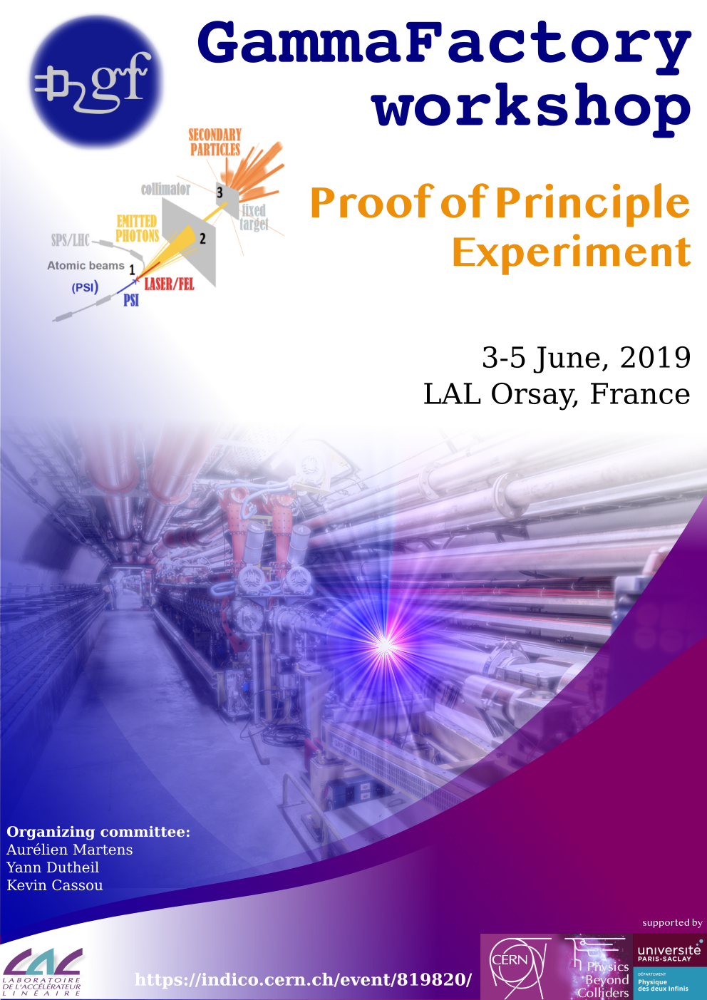 gf
GammaFactory
workshop
SECONDARY
PARTICLES
collimator
3
EMITTED
PHOTONS
fixed
target
SPS/LHC
2
Atomic beams
1
(PSI)
LASER/FEL
PSI
Proof of Principle
Experiment
3-5 June, 2019
LAL Orsay, France
Organizing committee:
Aurélien Martens
Yann Dutheil
Kevin Cassou
supported by
LAL
LABORATOIRE
DE L'ACCÉLÉRATEUR
LINÉAIRE
https://indico.cern.ch/event/819820/
CERN
Physics
Beyond
Colliders
université
PARIS-SACLAY
DÉPARTEMENT
Physique
des deux Infinis